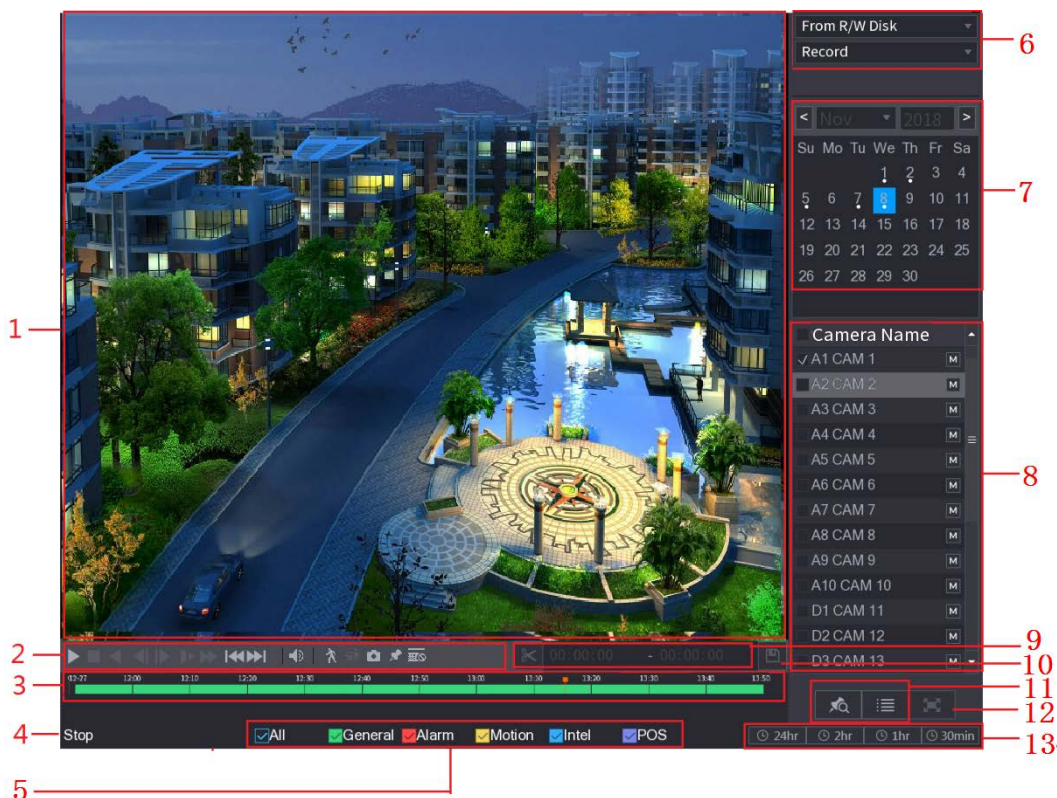 From R/W Disk
Record
6
< Nov 2018 >
Su Mo Tu We Th Fr Sa
1 2 3 4
5 6 7 8 9 10 11
12 13 14 15 16 17 18
19 20 21 22 23 24 25
26 27 28 29 30
7
1
Camera Name
A1 CAM 1 M
A2 CAM 2 M
A3 CAM 3 M
A4 CAM 4 M
A5 CAM 5 M
A6 CAM 6 M
A7 CAM 7 M
A8 CAM 8 M
A9 CAM 9 M
A10 CAM 10 M
D1 CAM 11 M
D2 CAM 12 M
D3 CAM 13 M
8
2
00:00:00 - 00:00:00
9
10
3
12:27 12:00 12:10 12:20 12:30 12:40 12:50 13:00 13:10 13:20 13:30 13:40 13:50
11
12
4
Stop
All General Alarm Motion Intel POS
24hr 2hr 1hr 30min
13
5